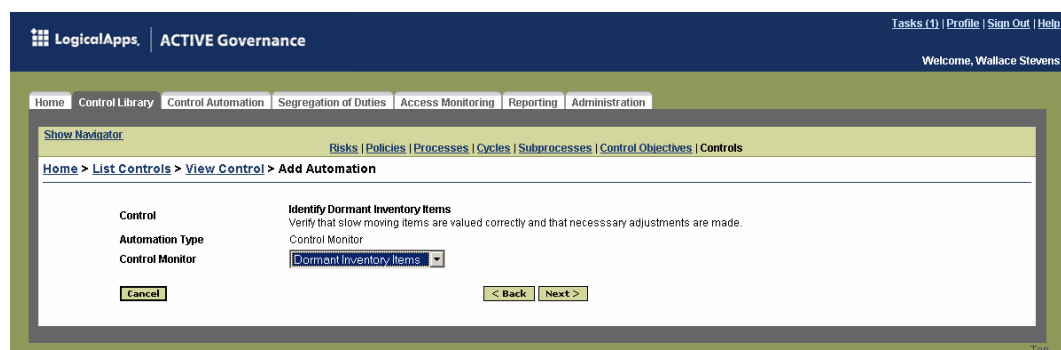 Tasks (1) | Profile | Sign Out | Help
LogicalApps. | ACTIVE Governance
Welcome, Wallace Stevens
Home Control Library Control Automation Segregation of Duties Access Monitoring Reporting Administration
Show Navigator
Risks | Policies | Processes | Cycles | Subprocesses | Control Objectives | Controls
Home > List Controls > View Control > Add Automation
Control Identify Dormant Inventory Items
Verify that slow moving items are valued correctly and that necesssary adjustments are made.
Automation Type Control Monitor
Control Monitor Dormant Inventory Items
Cancel < Back Next >
Top